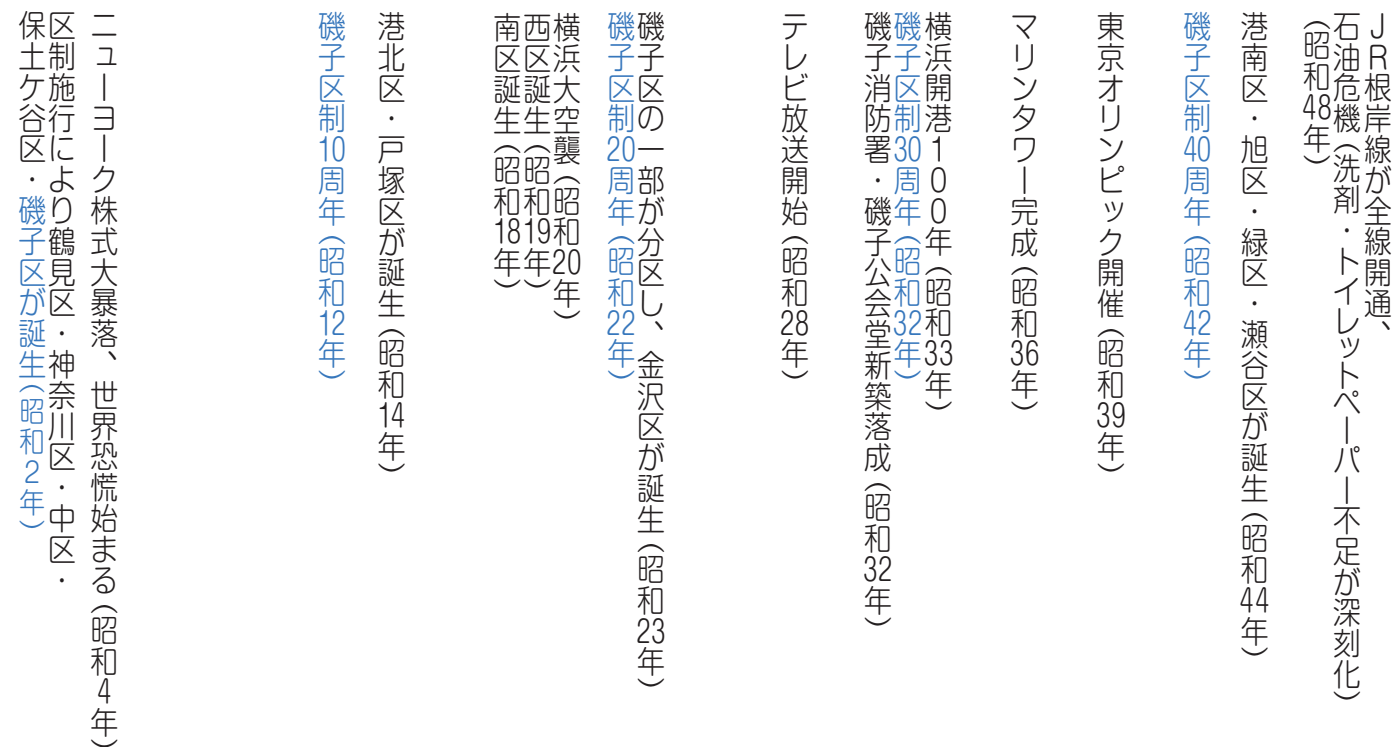 JR根岸線が全線開通、
石油危機(洗剤・トイレットペーパー不足が深刻化)
(昭和48年)
港南区・旭区・緑区・瀬谷区が誕生(昭和44年)
磯子区制40周年(昭和42年)
東京オリンピック開催(昭和39年)
マリンタワー完成(昭和36年)
横浜開港100年(昭和33年)
磯子区制30周年(昭和32年)
磯子消防署・磯子公会堂新築落成(昭和32年)
テレビ放送開始(昭和28年)
磯子区の一部が分区し、金沢区が誕生(昭和23年)
磯子区制20周年(昭和22年)
横浜大空襲(昭和20年)
西区誕生(昭和19年)
南区誕生(昭和18年)
港北区・戸塚区が誕生(昭和14年)
磯子区制10周年(昭和12年)
ニューヨーク株式大暴落、世界恐慌始まる(昭和4年)
区制施行により鶴見区・神奈川区・中区・
保土ケ谷区・磯子区が誕生(昭和2年)